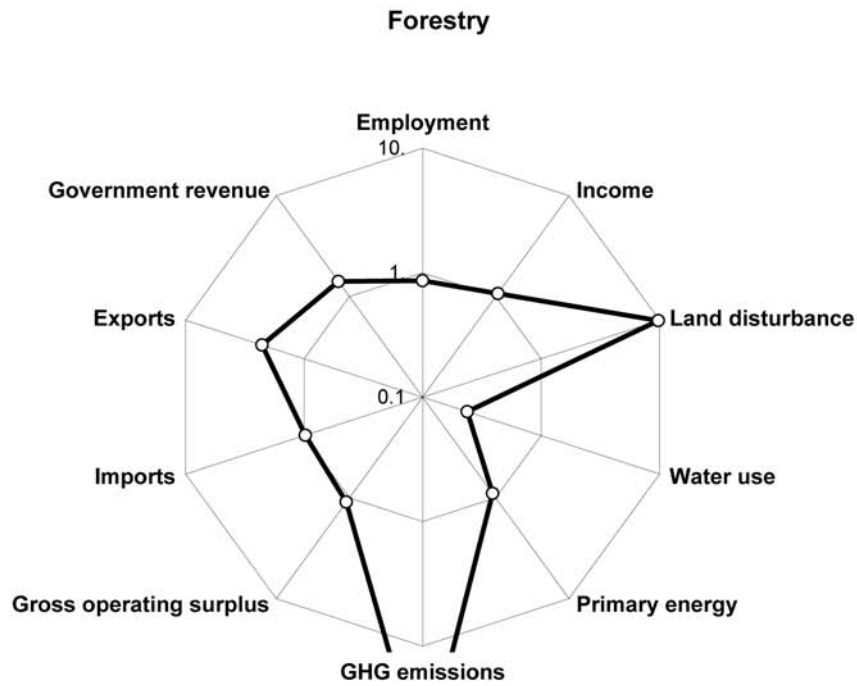 Forestry
Employment
10.
Government revenue
Income
1.
Exports
Land disturbance
0.1
Imports
Water use
Gross operating surplus
Primary energy
GHG emissions